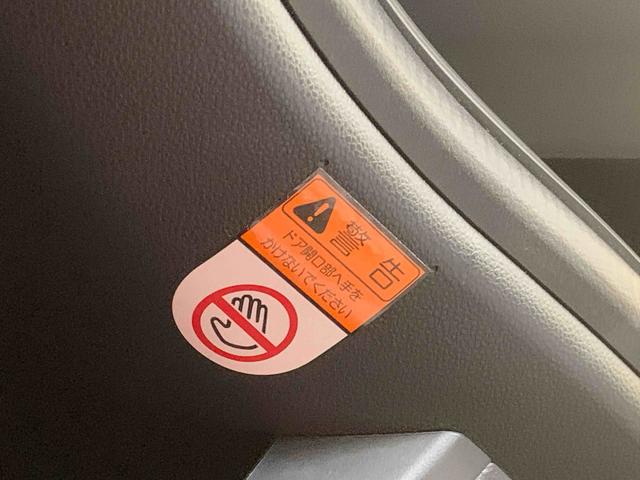 警告
ドア開口部へ手を
かけないでください